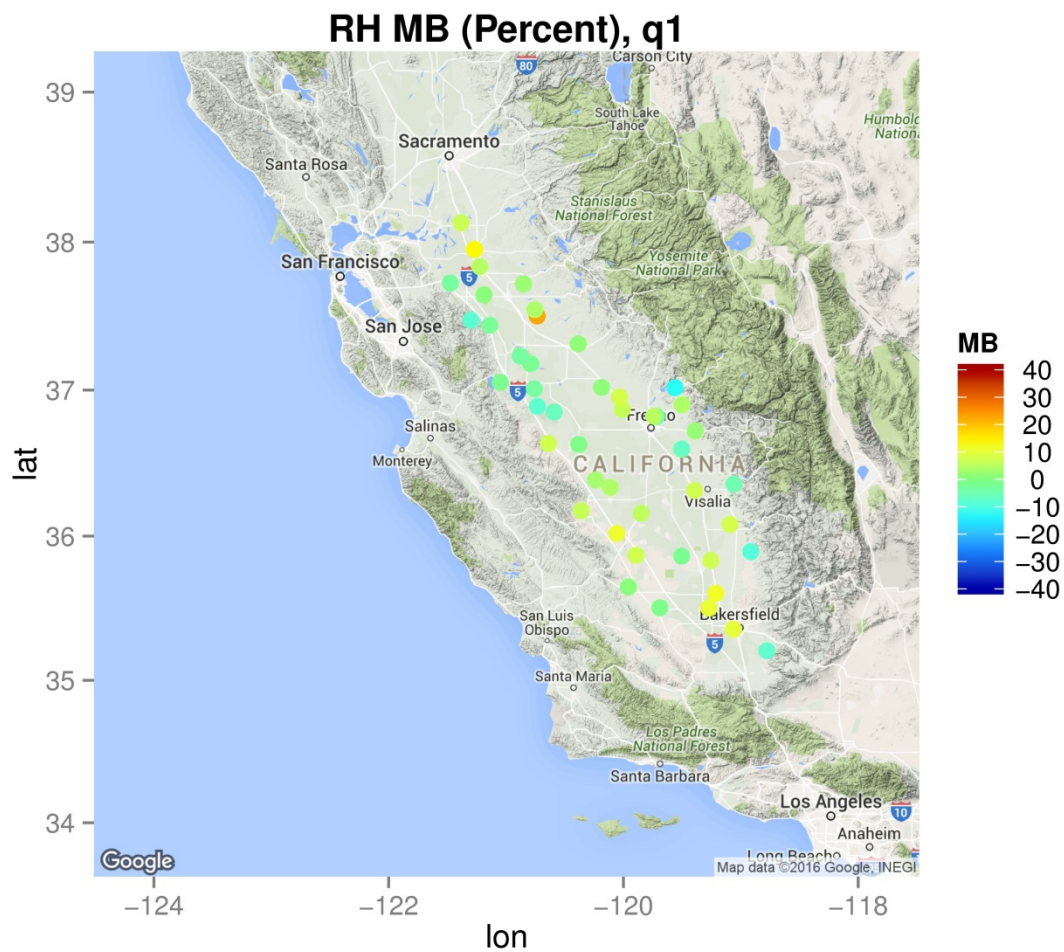 RH MB (Percent), q1
80
Carson City
39
South Lake
Tahoe
Humbol
Nation
Sacramento
Santa Rosa
Stanislaus
National Forest
38
San Francisco
5
Yosemite
National Park
San Jose
MB
40
30
20
10
0
−10
−20
−30
−40
37
5
Fresno
Salinas
Monterey
CALIFORNIA
Visalia
lat
36
San Luis
Obispo
Bakersfield
5
35
Santa Maria
Los Padres
National Forest
Santa Barbara
Los Angeles
10
34
Anaheim
Long Beach
Google
Map data ©2016 Google, INEGI
−124
−122
−120
−118
lon